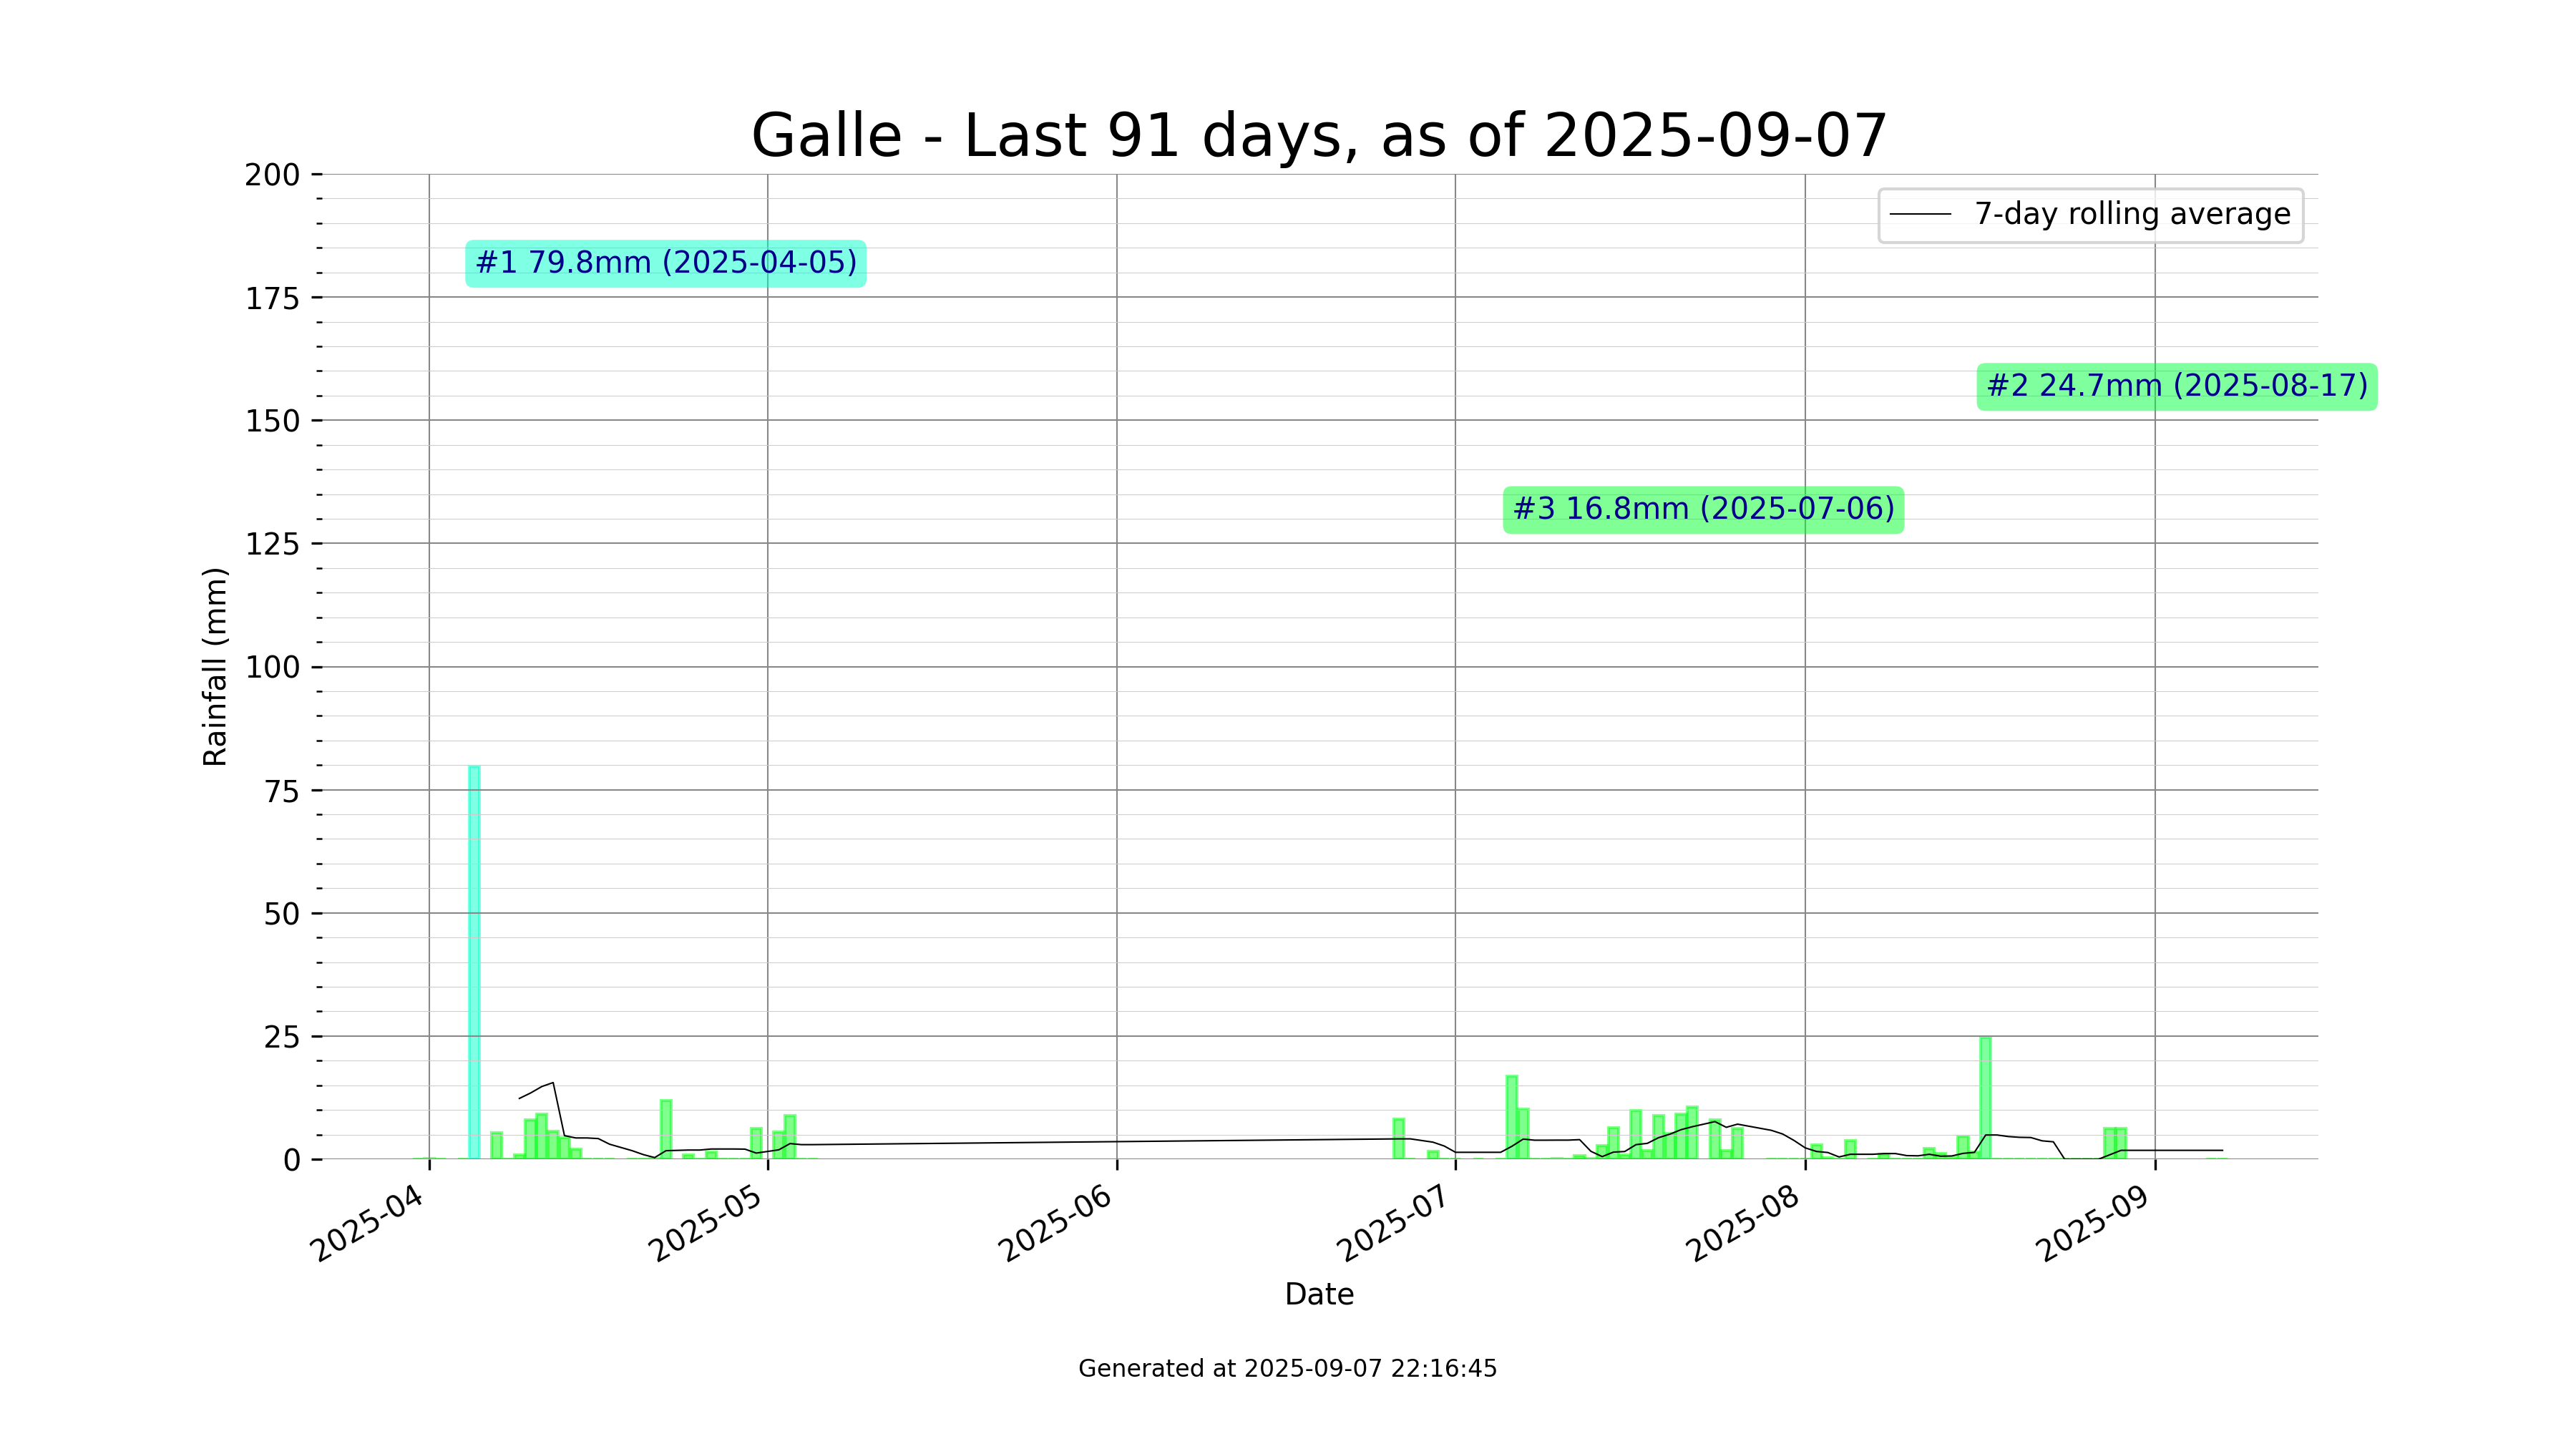 Galle - Last 91 days, as of 2025-09-07
200
175
150
125
100
75
50
25
0
Rainfall (mm)
7-day rolling average
#1 79.8mm (2025-04-05)
#2 24.7mm (2025-08-17)
#3 16.8mm (2025-07-06)
2025-04
2025-05
2025-06
2025-07
2025-08
2025-09
Date
Generated at 2025-09-07 22:16:45